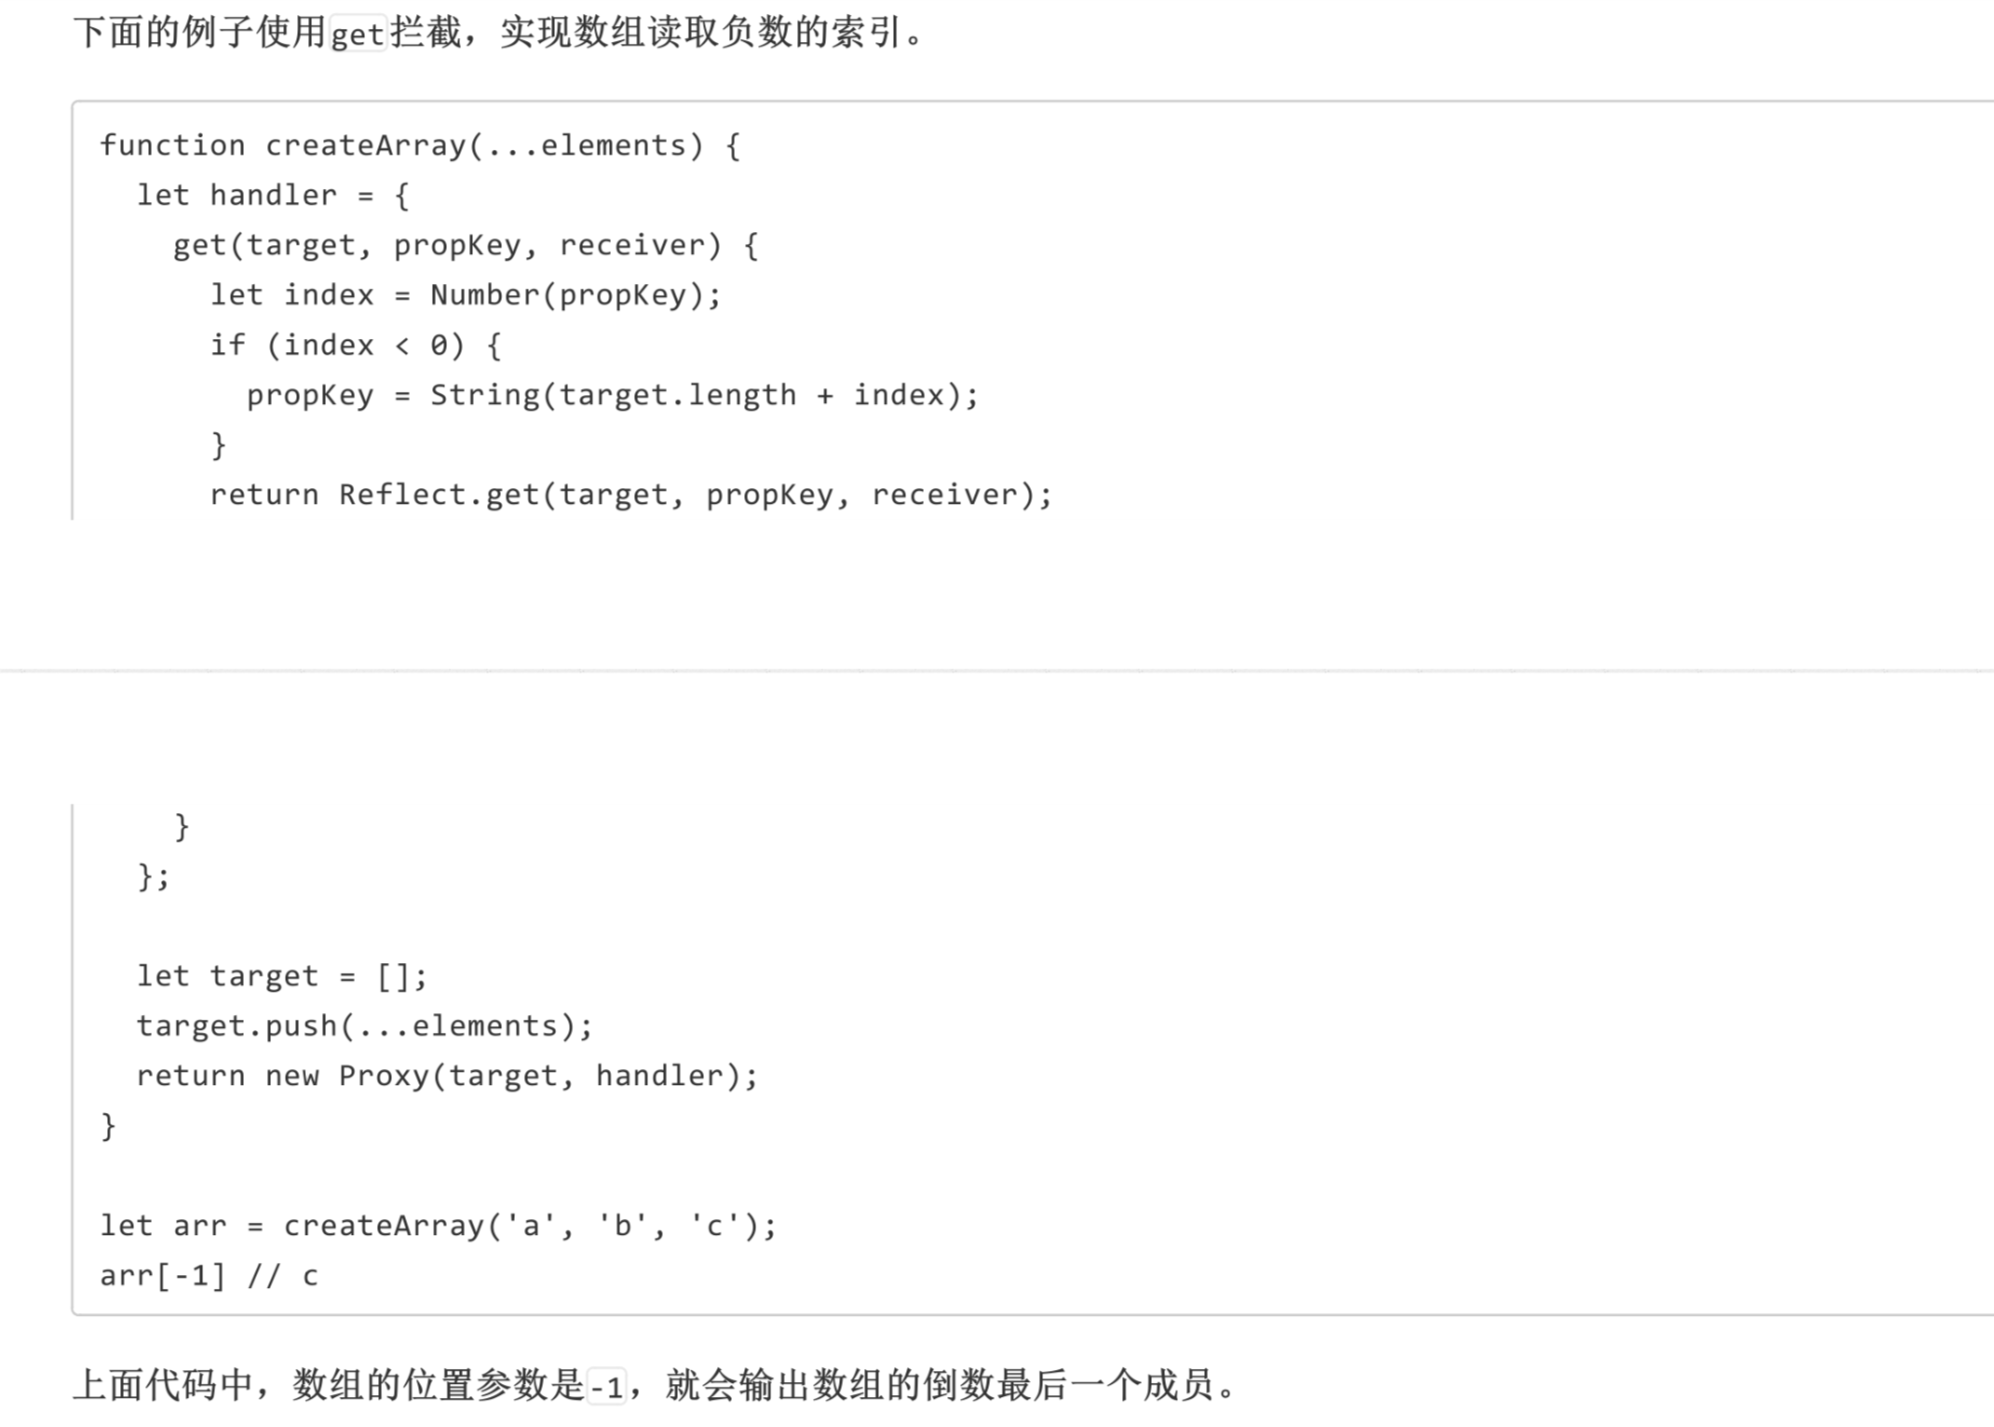 下面的例子使用get拦截，实现数组读取负数的索引。
function createArray(...elements) {
  let handler = {
    get(target, propKey, receiver) {
      let index = Number(propKey);
      if (index < 0) {
        propKey = String(target.length + index);
      }
      return Reflect.get(target, propKey, receiver);
    }
  };
  let target = [];
  target.push(...elements);
  return new Proxy(target, handler);
}
let arr = createArray('a', 'b', 'c');
arr[-1] // c
上面代码中，数组的位置参数是-1，就会输出数组的倒数最后一个成员。